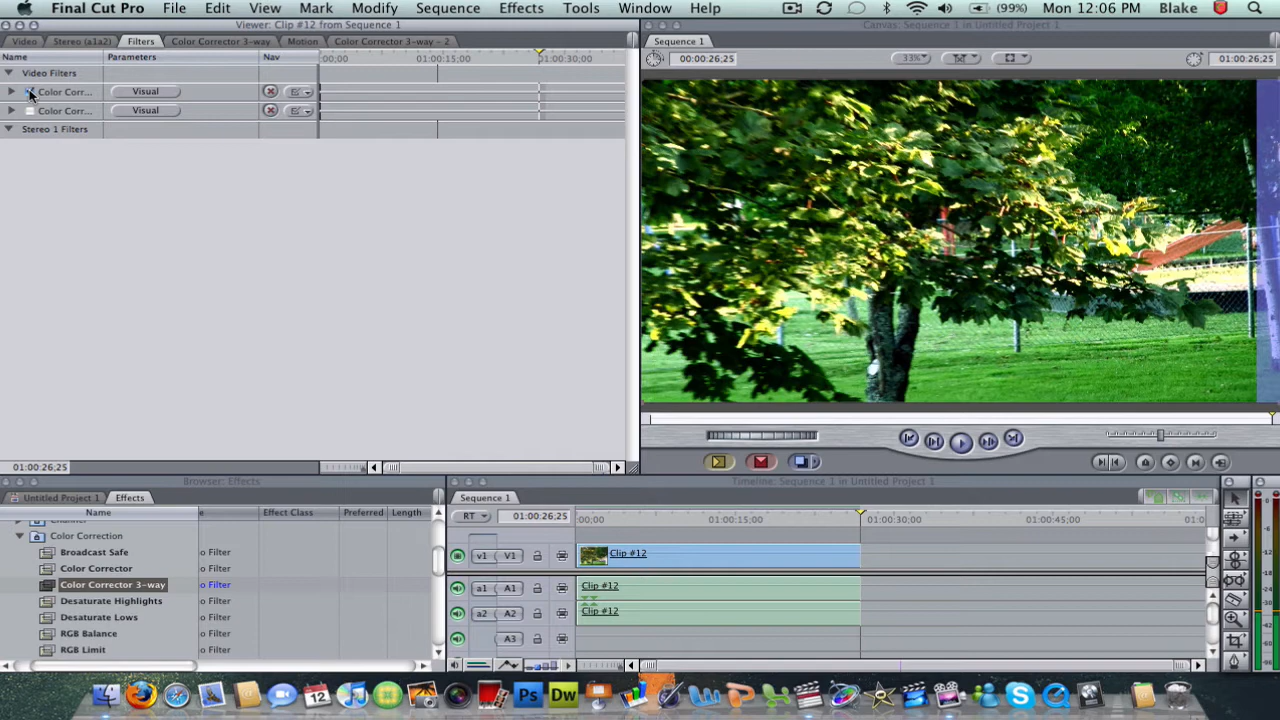 Final Cut Pro File Edit View Mark Modify Sequence Effects Tools Window Help (99%) Mon 12:06 PM Blake
Viewer: Clip #12 from Sequence 1
Canvas: Sequence 1 in Untitled Project 1
Video Stereo (a1a2) Filters Color Corrector 3-way Motion Color Corrector 3-way - 2
Sequence 1
Name Parameters Nav 00;00 01:00:15;00 01:00:30;00
00:00:26;25 33% 01:00:26;25
Video Filters
Color Corr... Visual
Color Corr... Visual
Stereo 1 Filters
01:00:26;25
Browser: Effects
Timeline: Sequence 1 in Untitled Project 1
Untitled Project 1 Effects
Sequence 1
Name Effect Class Preferred Length
RT 01:00:26;25 :00;00 01:00:15;00 01:00:30;00 01:00:45;00 01:0
Color Correction
Broadcast Safe o Filter
Color Corrector o Filter
Color Corrector 3-way o Filter
Desaturate Highlights o Filter
Desaturate Lows o Filter
RGB Balance o Filter
RGB Limit o Filter
v1 V1 Clip #12
a1 A1 Clip #12
a2 A2 Clip #12
A3
12 Ps Dw